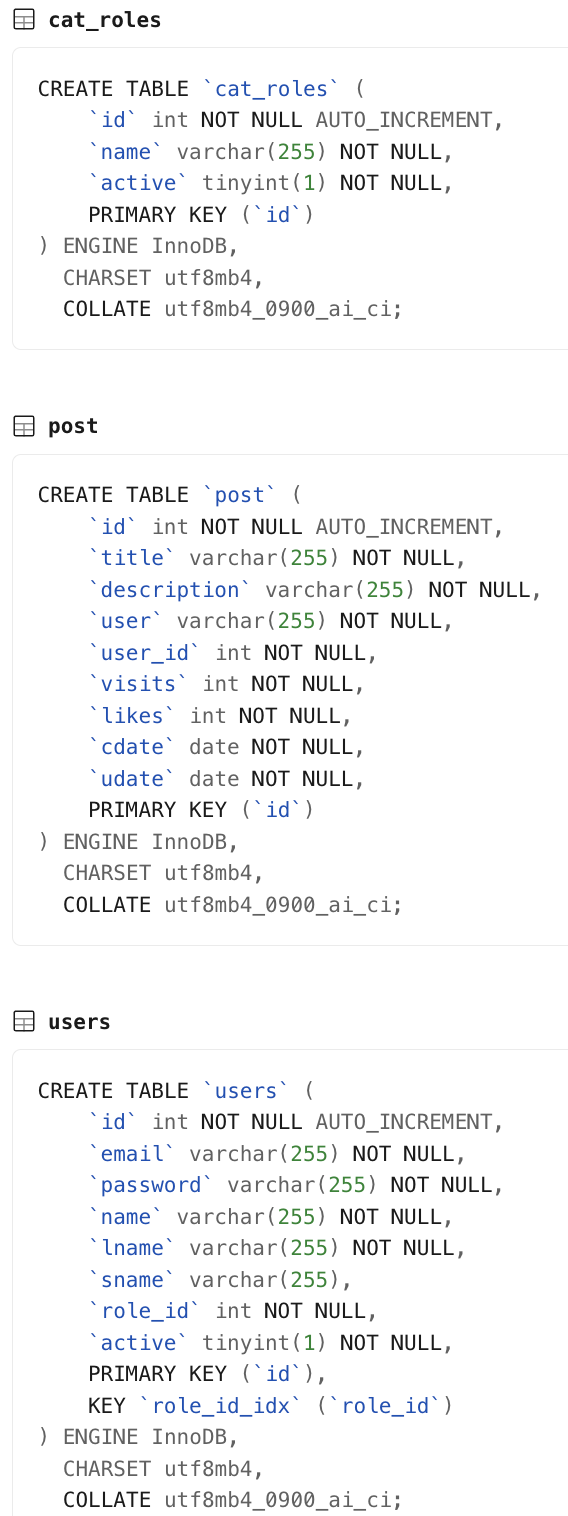 cat_roles
CREATE TABLE `cat_roles` (
    `id` int NOT NULL AUTO_INCREMENT,
    `name` varchar(255) NOT NULL,
    `active` tinyint(1) NOT NULL,
    PRIMARY KEY (`id`)
) ENGINE InnoDB,
  CHARSET utf8mb4,
  COLLATE utf8mb4_0900_ai_ci;
post
CREATE TABLE `post` (
    `id` int NOT NULL AUTO_INCREMENT,
    `title` varchar(255) NOT NULL,
    `description` varchar(255) NOT NULL,
    `user` varchar(255) NOT NULL,
    `user_id` int NOT NULL,
    `visits` int NOT NULL,
    `likes` int NOT NULL,
    `cdate` date NOT NULL,
    `udate` date NOT NULL,
    PRIMARY KEY (`id`)
) ENGINE InnoDB,
  CHARSET utf8mb4,
  COLLATE utf8mb4_0900_ai_ci;
users
CREATE TABLE `users` (
    `id` int NOT NULL AUTO_INCREMENT,
    `email` varchar(255) NOT NULL,
    `password` varchar(255) NOT NULL,
    `name` varchar(255) NOT NULL,
    `lname` varchar(255) NOT NULL,
    `sname` varchar(255),
    `role_id` int NOT NULL,
    `active` tinyint(1) NOT NULL,
    PRIMARY KEY (`id`),
    KEY `role_id_idx` (`role_id`)
) ENGINE InnoDB,
  CHARSET utf8mb4,
  COLLATE utf8mb4_0900_ai_ci;